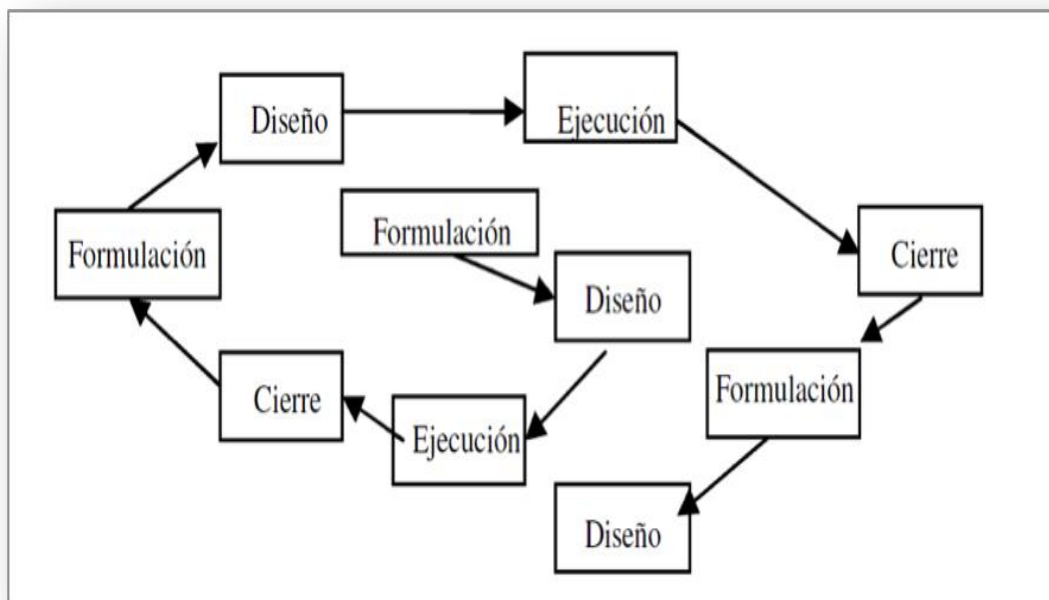 Diseño
Ejecución
Formulación
Formulación
Cierre
Diseño
Formulación
Cierre
Ejecución
Diseño